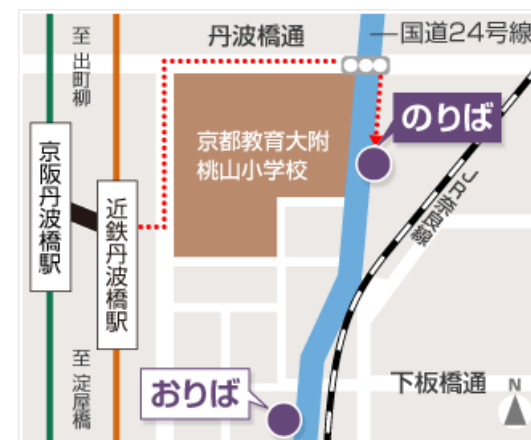 至
出町柳
丹波橋通
国道24号線
のりば
京都教育大附
桃山小学校
京阪丹波橋駅
近鉄丹波橋駅
JR奈良線
至
淀屋橋
おりば
下板橋通
N